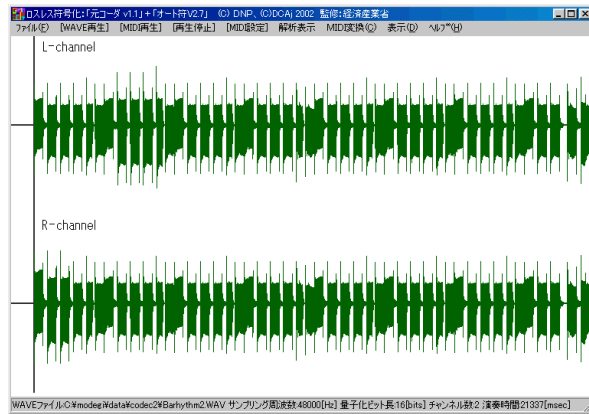 ロスレス符号化:「元コーダ v1.1」+「オート符V2.7」 (C) DNP、(C)DCAj 2002 監修:経済産業省
ファイル(F) [WAVE再生] [MIDI再生] [再生停止] [MIDI設定] 解析表示 MIDI変換(C) 表示(D) ヘルプ(H)
L-channel
R-channel
WAVEファイル:C:¥modegi¥data¥codec2¥Barhythm2.WAV サンプリング周波数:48000[Hz] 量子化ビット長:16[bits] チャンネル数:2 演奏時間:21337[msec]